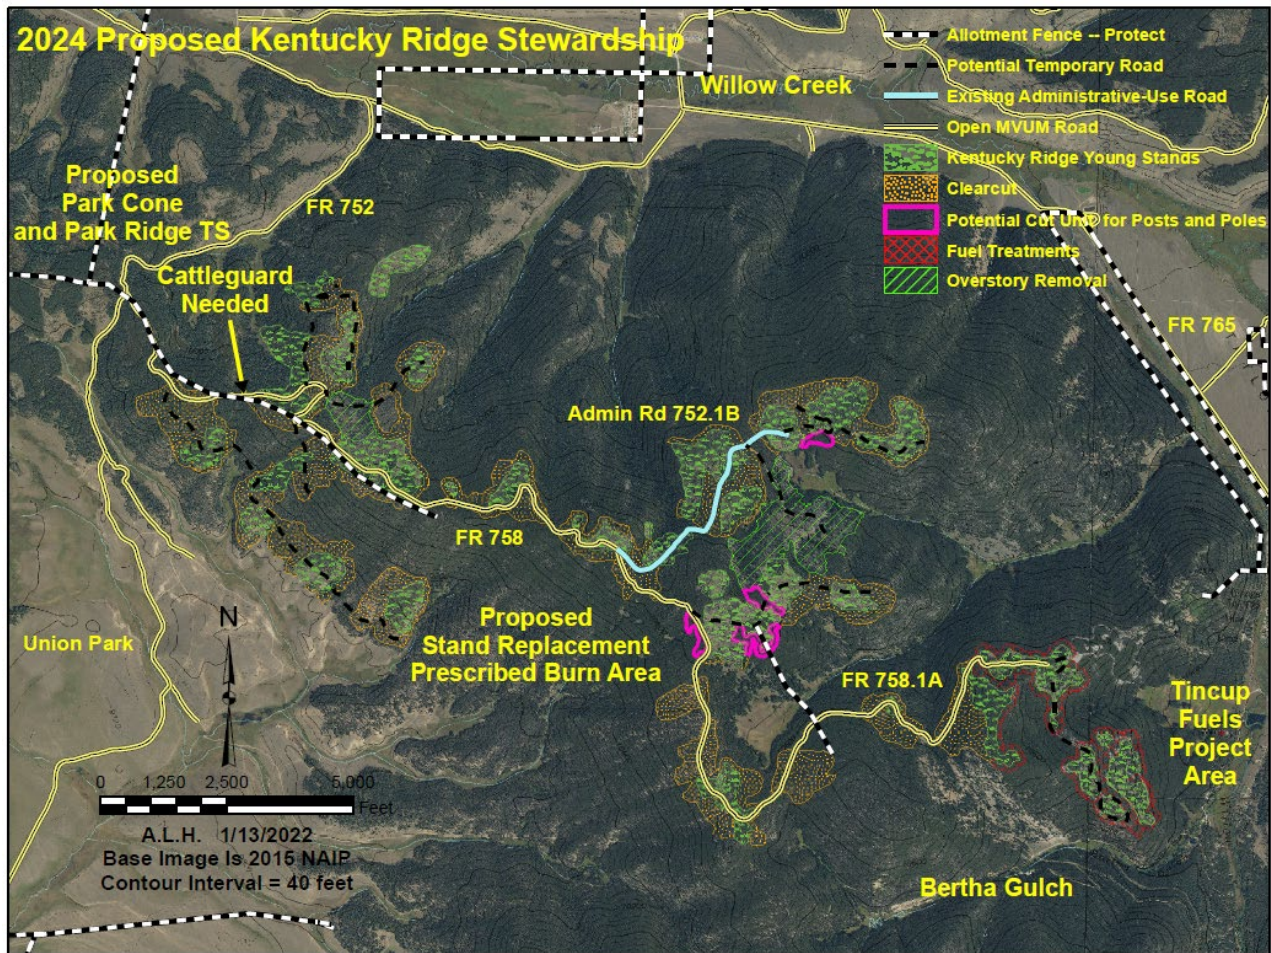 2024 Proposed Kentucky Ridge Stewardship
Allotment Fence -- Protect
Potential Temporary Road
Existing Administrative-Use Road
Open MVUM Road
Kentucky Ridge Young Stands
Clearcut
Potential Cut Unit for Posts and Poles
Fuel Treatments
Overstory Removal
Willow Creek
Proposed
Park Cone
and Park Ridge TS
FR 752
Cattleguard
Needed
FR 765
Admin Rd 752.1B
FR 758
Proposed
Stand Replacement
Prescribed Burn Area
Union Park
N
FR 758.1A
Tincup
Fuels
Project
Area
0 1,250 2,500 5,000
Feet
A.L.H. 1/13/2022
Base Image Is 2015 NAIP
Contour Interval = 40 feet
Bertha Gulch